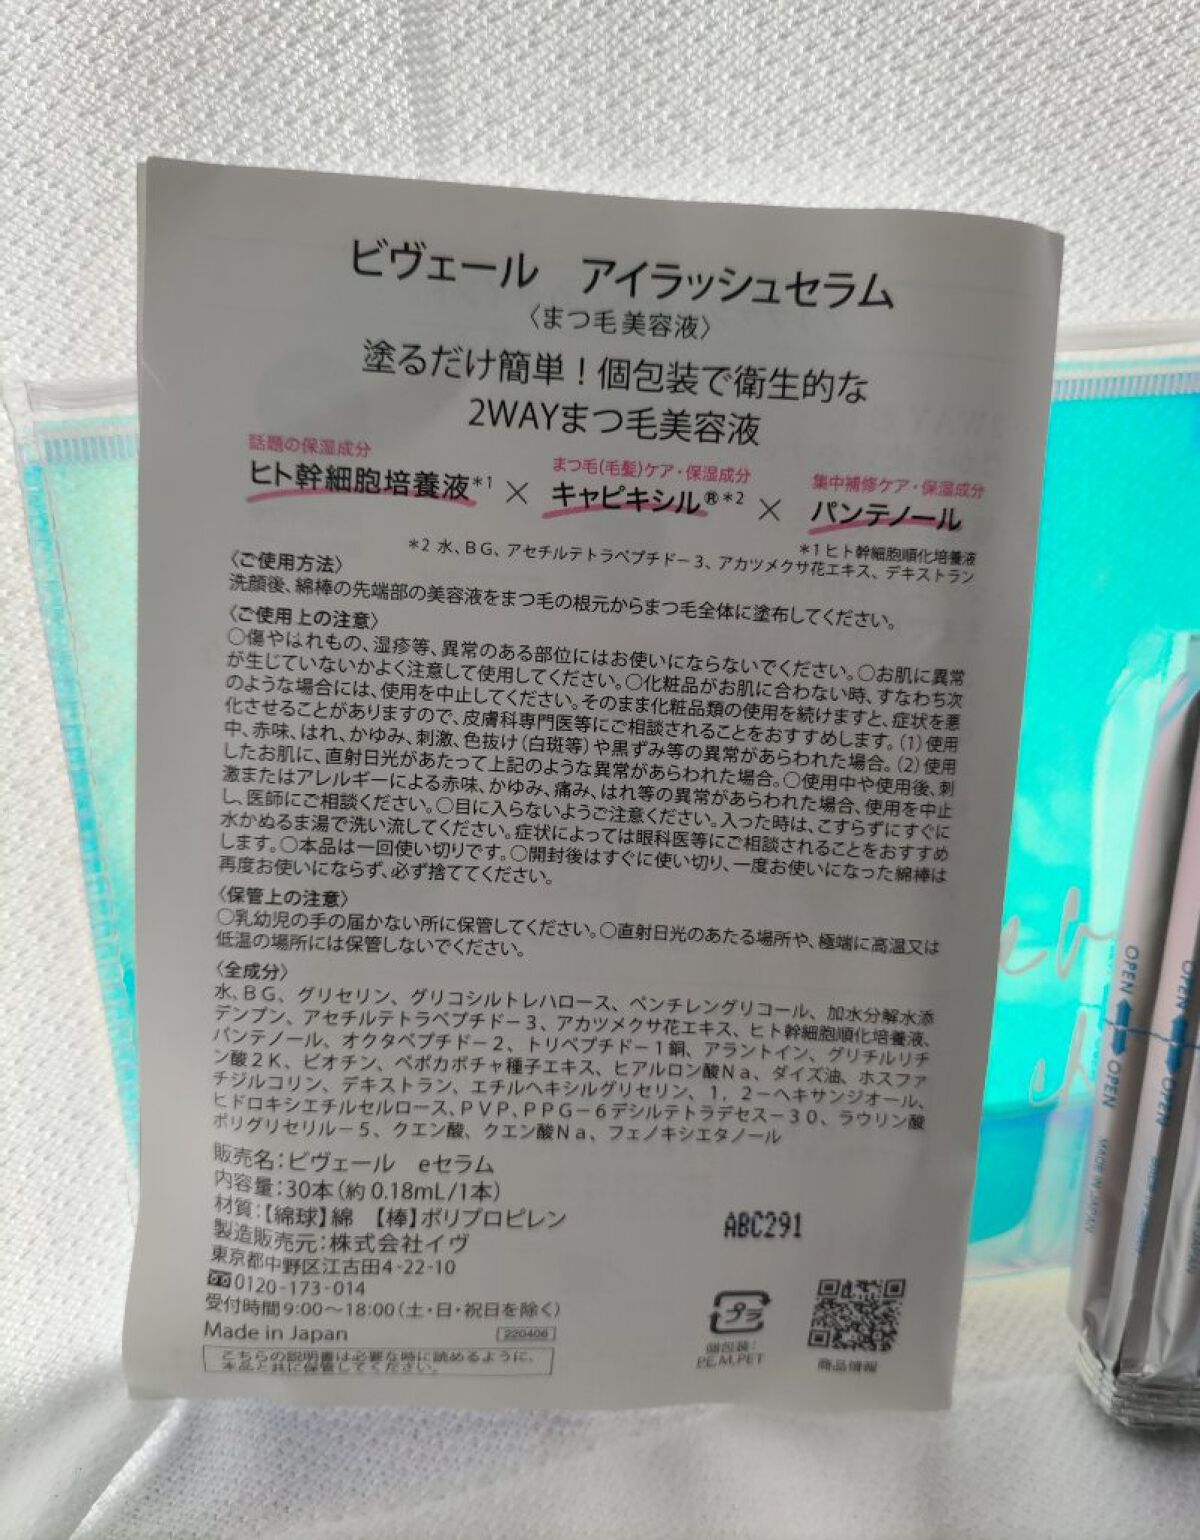 ビヴェール　アイラッシュセラム
〈まつ毛美容液〉
塗るだけ簡単！個包装で衛生的な
2WAYまつ毛美容液
話題の保湿成分
ヒト幹細胞培養液*1 ×
まつ毛(毛髪)ケア・保湿成分
キャピキシル®*2 ×
集中補修ケア・保湿成分
パンテノール
*1 ヒト幹細胞順化培養液
*2 水、BG、アセチルテトラペプチド－3、アカツメクサ花エキス、デキストラン
〈ご使用方法〉
洗顔後、綿棒の先端部の美容液をまつ毛の根元からまつ毛全体に塗布してください。
〈ご使用上の注意〉
○傷やはれもの、湿疹等、異常のある部位にはお使いにならないでください。○お肌に異常
が生じていないかよく注意して使用してください。○化粧品がお肌に合わない時、すなわち次
のような場合には、使用を中止してください。そのまま化粧品類の使用を続けますと、症状を悪
化させることがありますので、皮膚科専門医等にご相談されることをおすすめします。(1)使用
中、赤味、はれ、かゆみ、刺激、色抜け(白斑等)や黒ずみ等の異常があらわれた場合。(2)使用
したお肌に、直射日光があたって上記のような異常があらわれた場合。○使用中や使用後、刺
激またはアレルギーによる赤味、かゆみ、痛み、はれ等の異常があらわれた場合、使用を中止
し、医師にご相談ください。○目に入らないようご注意ください。入った時は、こすらずにすぐに
水かぬるま湯で洗い流してください。症状によっては眼科医等にご相談されることをおすすめ
します。○本品は一回使い切りです。○開封後はすぐに使い切り、一度お使いになった綿棒は
再度お使いにならず、必ず捨ててください。
〈保管上の注意〉
○乳幼児の手の届かない所に保管してください。○直射日光のあたる場所や、極端に高温又は
低温の場所には保管しないでください。
〈全成分〉
水、BG、グリセリン、グリコシルトレハロース、ペンチレングリコール、加水分解水添
デンプン、アセチルテトラペプチド－3、アカツメクサ花エキス、ヒト幹細胞順化培養液、
パンテノール、オクタペプチド－2、トリペプチド－1銅、アラントイン、グリチルリチ
ン酸2K、ビオチン、ペポカボチャ種子エキス、ヒアルロン酸Na、ダイズ油、ホスファ
チジルコリン、デキストラン、エチルヘキシルグリセリン、1，2－ヘキサンジオール、
ヒドロキシエチルセルロース、PVP、PPG－6デシルテトラデセス－30、ラウリン酸
ポリグリセリル－5、クエン酸、クエン酸Na、フェノキシエタノール
販売名：ビヴェール　eセラム
内容量：30本(約 0.18mL/1本)
材質：【綿球】綿　【棒】ポリプロピレン
製造販売元：株式会社イヴ
東京都中野区江古田4-22-10
0120-173-014
受付時間9:00～18:00(土・日・祝日を除く)
Made in Japan
220406
こちらの説明書は必要な時に読めるように、
本品と共に保管してください。
ABC291
プラ
個包装：
PE,M,PET
商品情報
OPEN
OPEN
MADE IN JAPAN
OPEN
OPEN